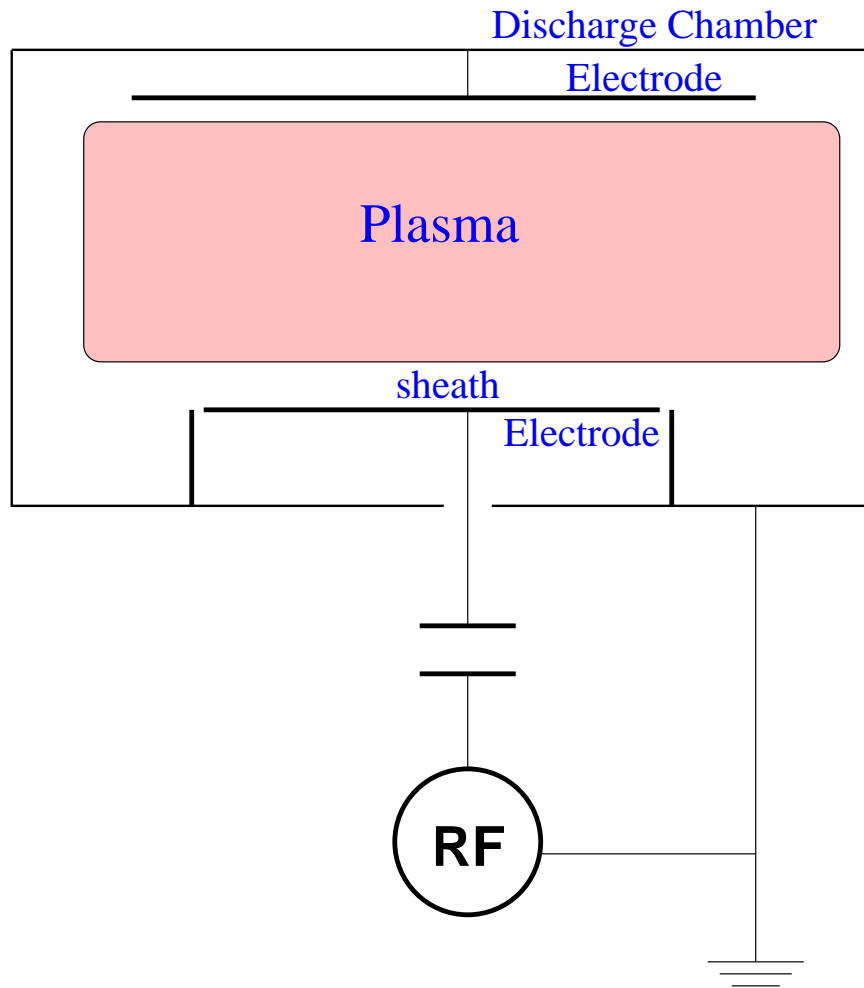 Discharge Chamber
Electrode
Plasma
sheath
Electrode
RF